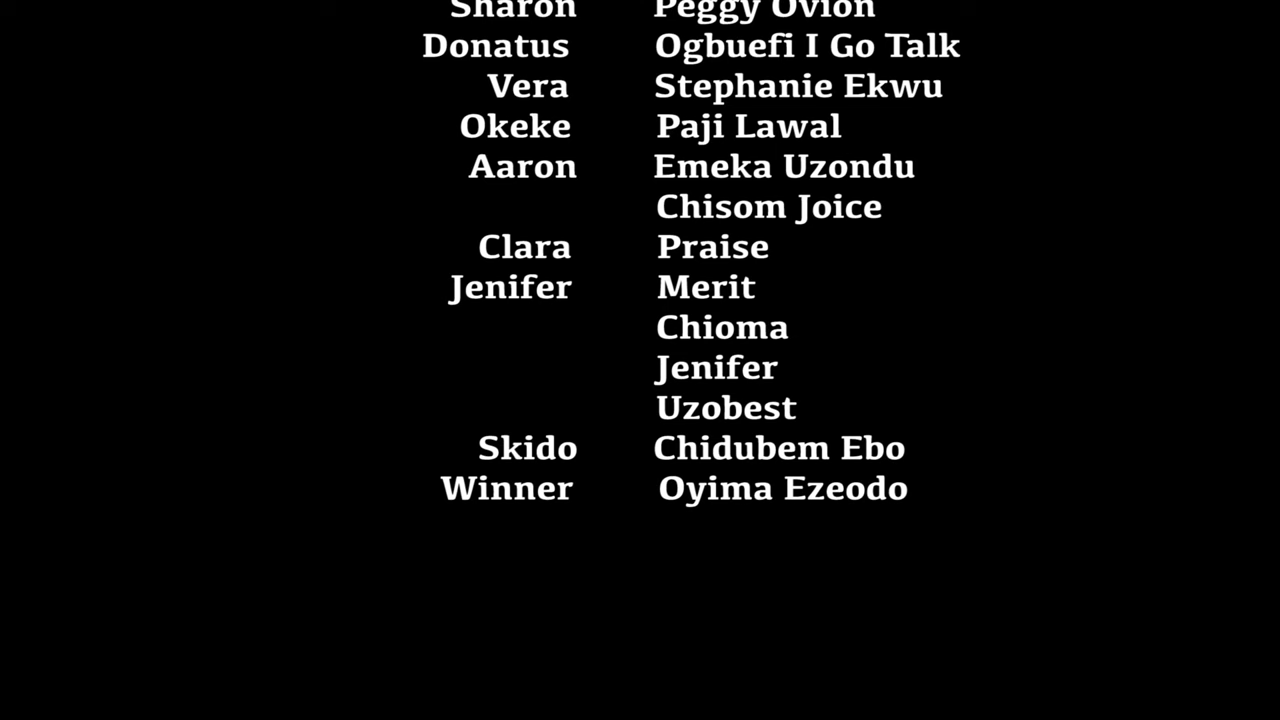 Sharon Peggy Ovion
Donatus Ogbuefi I Go Talk
Vera Stephanie Ekwu
Okeke Paji Lawal
Aaron Emeka Uzondu
Chisom Joice
Clara Praise
Jenifer Merit
Chioma
Jenifer
Uzobest
Skido Chidubem Ebo
Winner Oyima Ezeodo